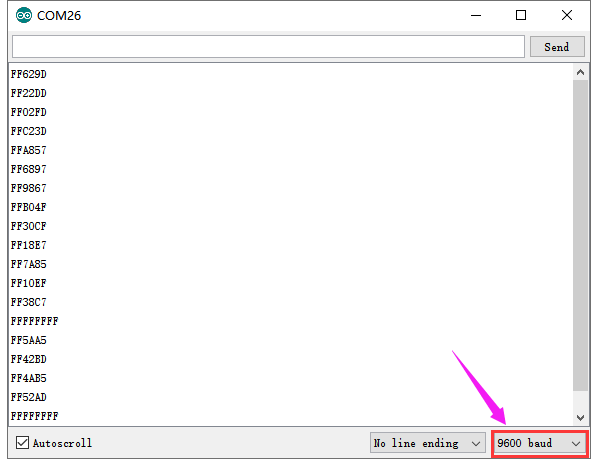 COM26
Send
FF629D
FF22DD
FF02FD
FFC23D
FFA857
FF6897
FF9867
FFB04F
FF30CF
FF18E7
FF7A85
FF10EF
FF38C7
FFFFFFFF
FF5AA5
FF42BD
FF4AB5
FF52AD
FFFFFFFF
Autoscroll No line ending 9600 baud